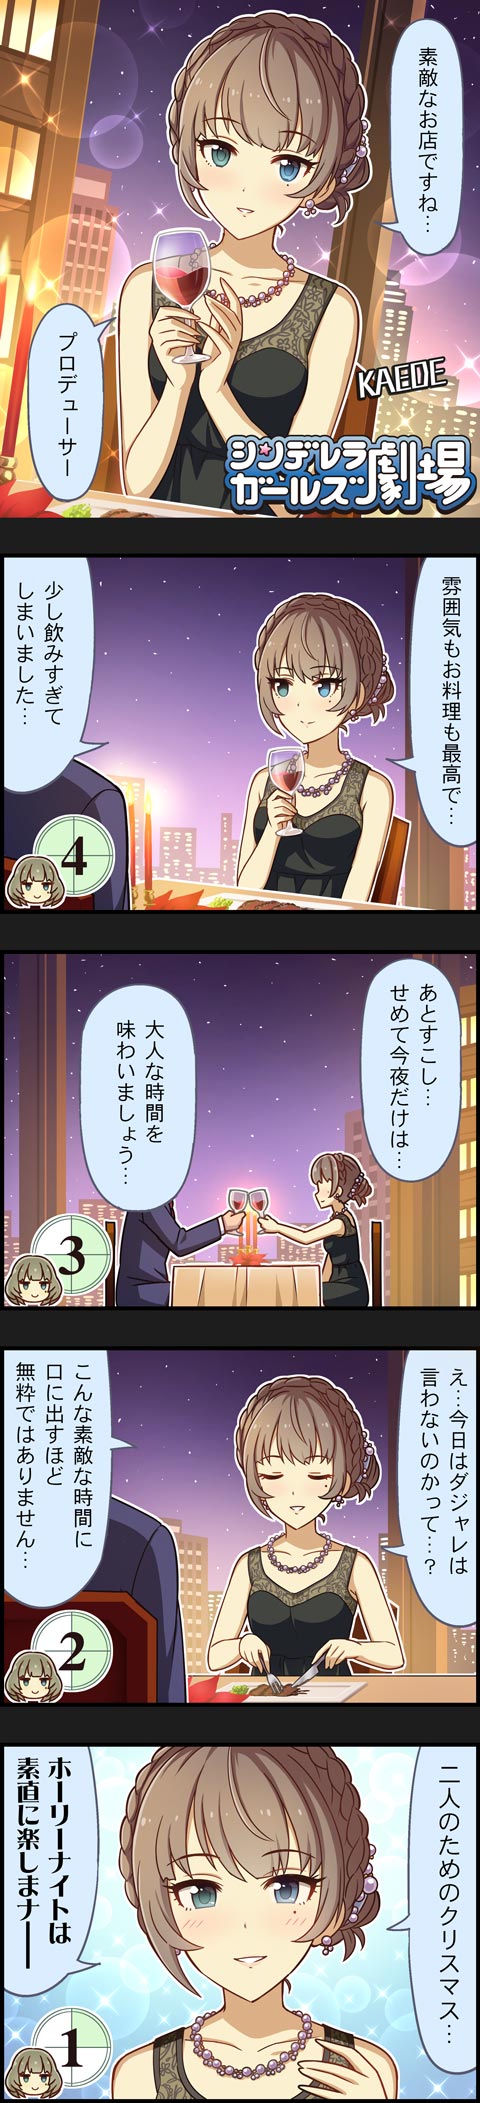 素敵なお店ですね…
プロデューサー
KAEDE
シンデレラ
ガールズ劇場
雰囲気もお料理も最高で…
少し飲みすぎて
しまいました…
4
あとすこし…
せめて今夜だけは…
大人な時間を
味わいましょう…
3
え…今日はダジャレは
言わないのかって…?
こんな素敵な時間に
口に出すほど
無粋ではありません…
2
二人のためのクリスマス…
ホーリーナイトは
素直に楽しまナー
1